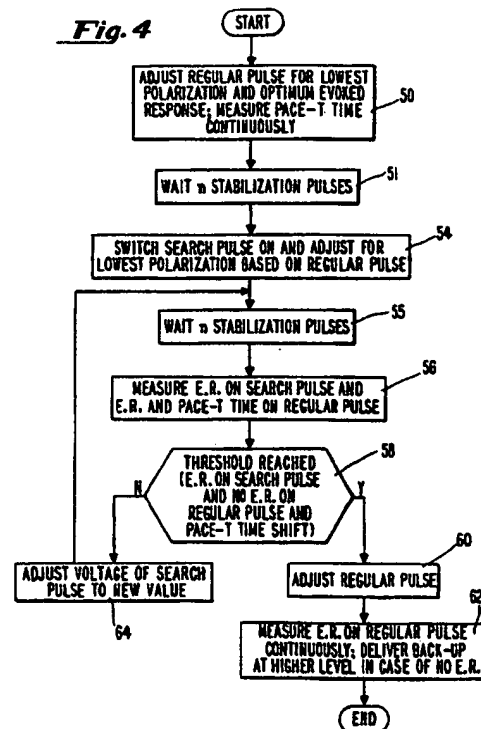 Fig. 4
START
ADJUST REGULAR PULSE FOR LOWEST
POLARIZATION AND OPTIMUM EVOKED
RESPONSE; MEASURE PACE-T TIME
CONTINUOUSLY
50
WAIT n STABILIZATION PULSES
51
SWITCH SEARCH PULSE ON AND ADJUST FOR
LOWEST POLARIZATION BASED ON REGULAR PULSE
54
WAIT n STABILIZATION PULSES
55
MEASURE E.R. ON SEARCH PULSE AND
E.R. AND PACE-T TIME ON REGULAR PULSE
56
THRESHOLD REACHED
(E.R. ON SEARCH PULSE
AND NO E.R. ON
REGULAR PULSE AND
PACE-T TIME SHIFT)
58
N
Y
ADJUST VOLTAGE OF SEARCH
PULSE TO NEW VALUE
64
ADJUST REGULAR PULSE
60
MEASURE E.R. ON REGULAR PULSE
CONTINUOUSLY; DELIVER BACK-UP
AT HIGHER LEVEL IN CASE OF NO E.R.
62
END